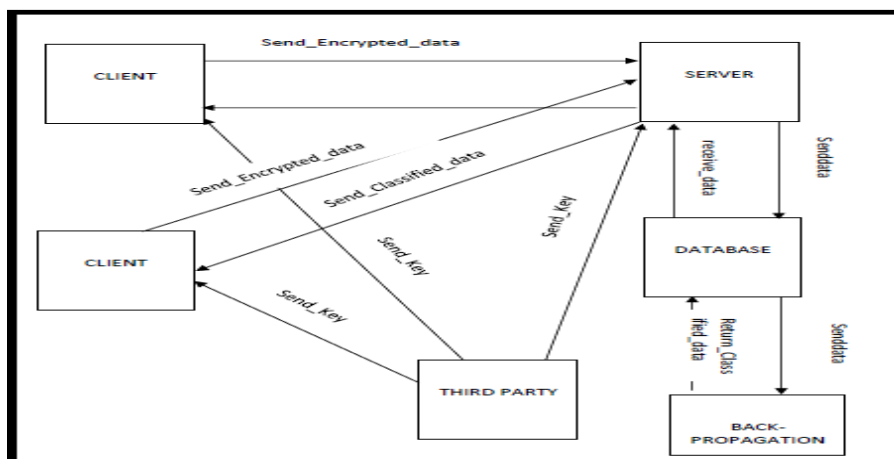 Send_Encrypted_data
CLIENT
SERVER
Send_Encrypted_data
Send_Classified_data
receive_data
Senddata
CLIENT
Send_Key
Send_Key
Send_Key
DATABASE
Return_Class
ified_data
Senddata
THIRD PARTY
BACK-
PROPAGATION